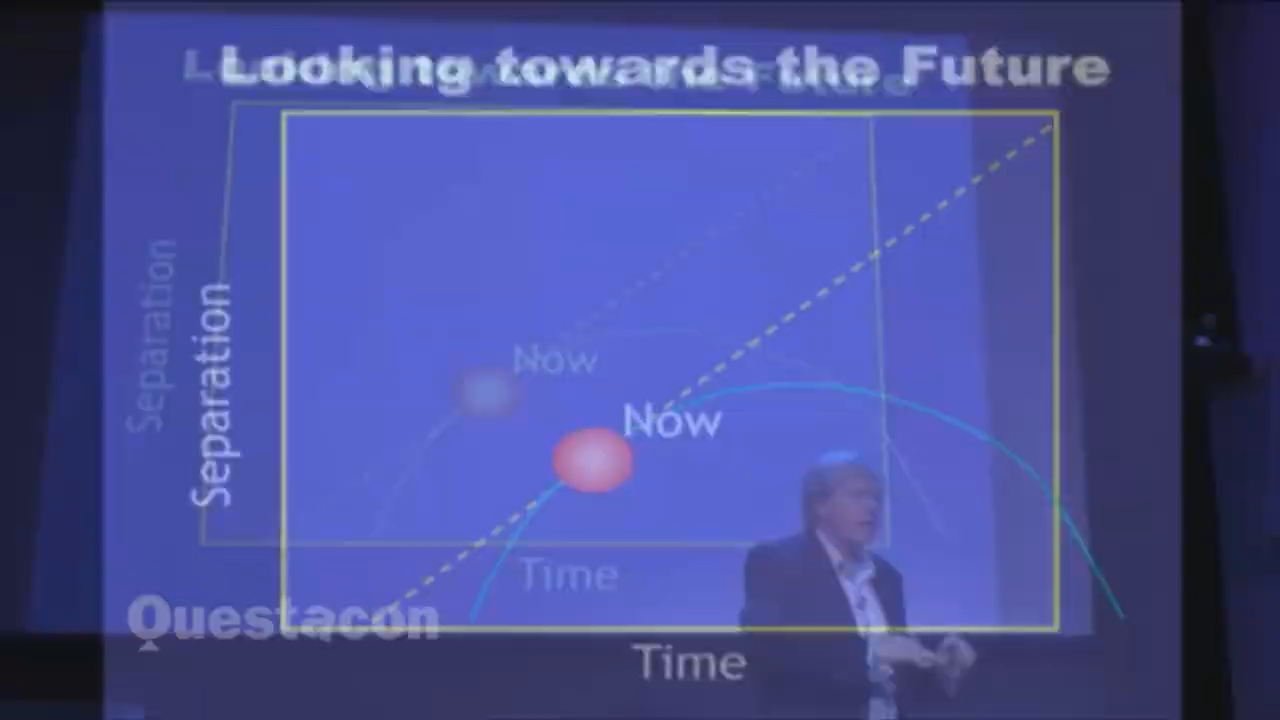 Looking towards the Future
Separation
Separation
Now
Now
Time
Questacon
Time